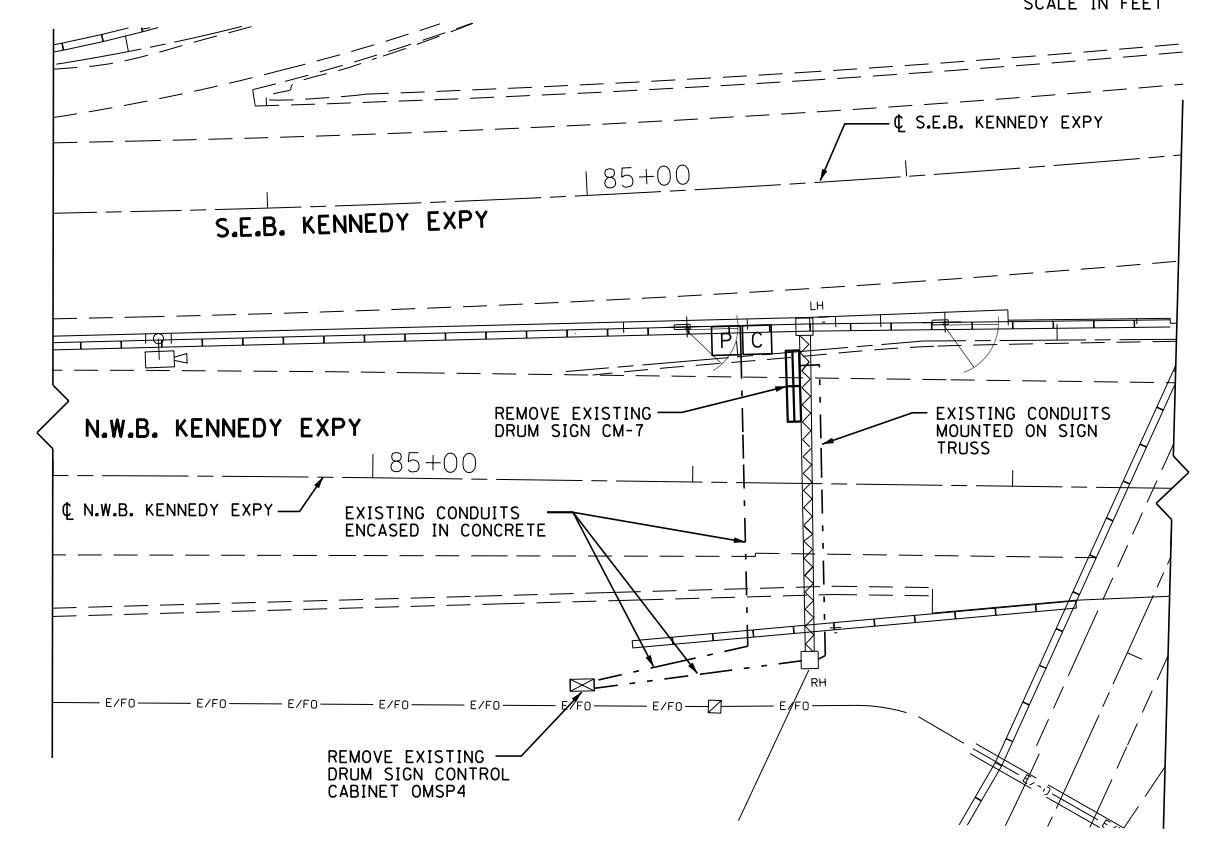 SCALE IN FEET
℄ S.E.B. KENNEDY EXPY
85+00
S.E.B. KENNEDY EXPY
LH
P C
REMOVE EXISTING
DRUM SIGN CM-7
EXISTING CONDUITS
MOUNTED ON SIGN
TRUSS
N.W.B. KENNEDY EXPY
85+00
℄ N.W.B. KENNEDY EXPY
EXISTING CONDUITS
ENCASED IN CONCRETE
RH
E/FO E/FO E/FO E/FO E/FO E/FO E/FO E/FO
REMOVE EXISTING
DRUM SIGN CONTROL
CABINET OMSP4